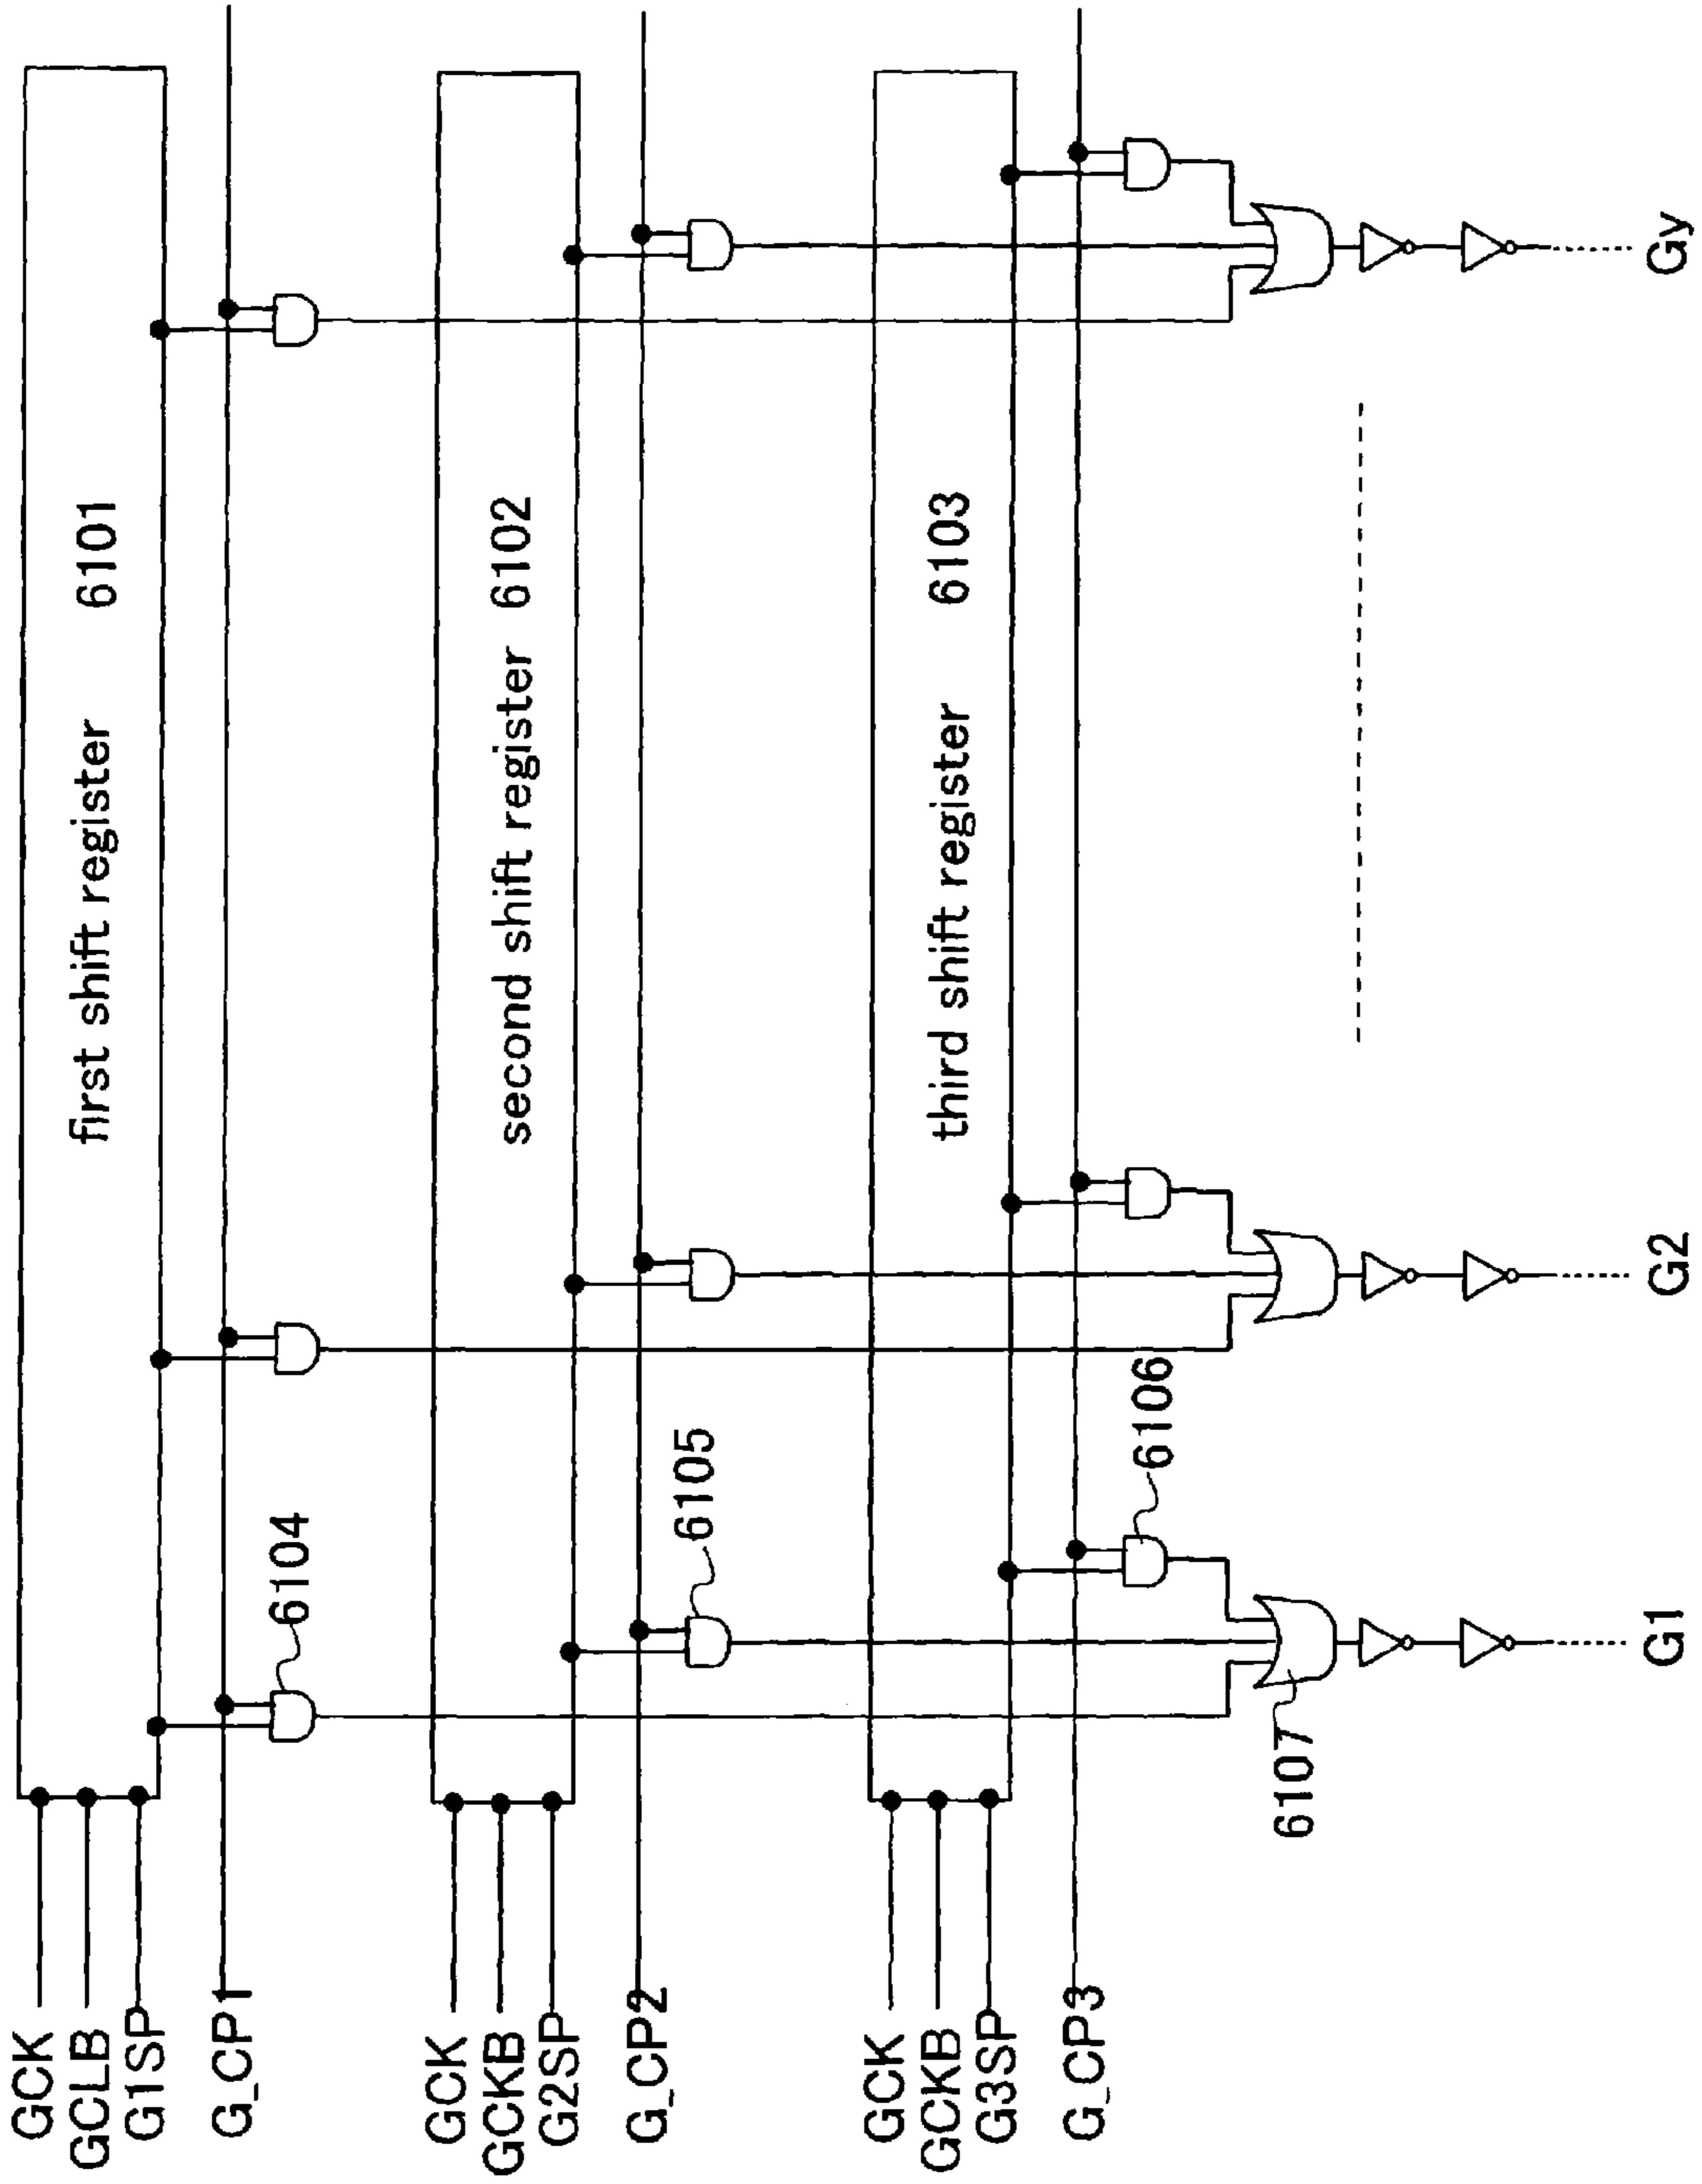 GCK
GCLB
G1SP
G_CP1
first shift register 6101
6104
GCK
GCKB
G2SP
G_CP2
second shift register 6102
6105
GCK
GCKB
G3SP
G_CP3
third shift register 6103
6106
6107
G1
G2
Gy